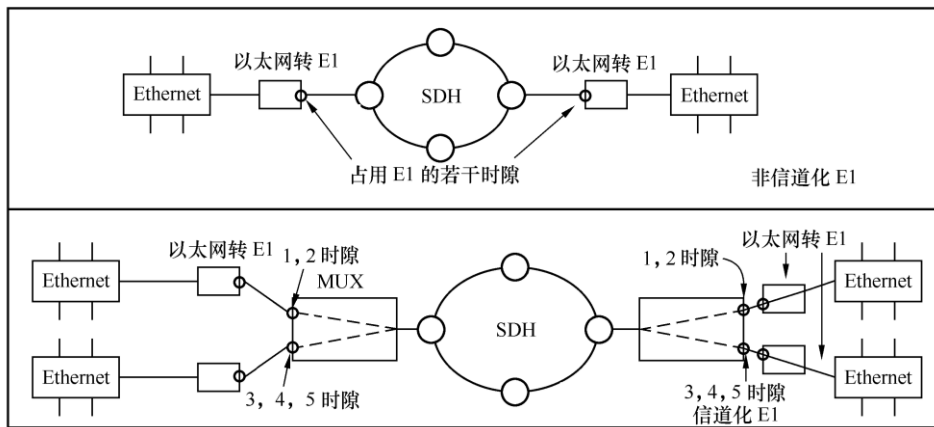 以太网转 E1
以太网转 E1
Ethernet
SDH
Ethernet
占用 E1 的若干时隙
非信道化 E1
以太网转 E1
以太网转 E1
1, 2 时隙
1, 2 时隙
Ethernet
MUX
Ethernet
SDH
Ethernet
Ethernet
3, 4, 5 时隙
3, 4, 5 时隙
信道化 E1